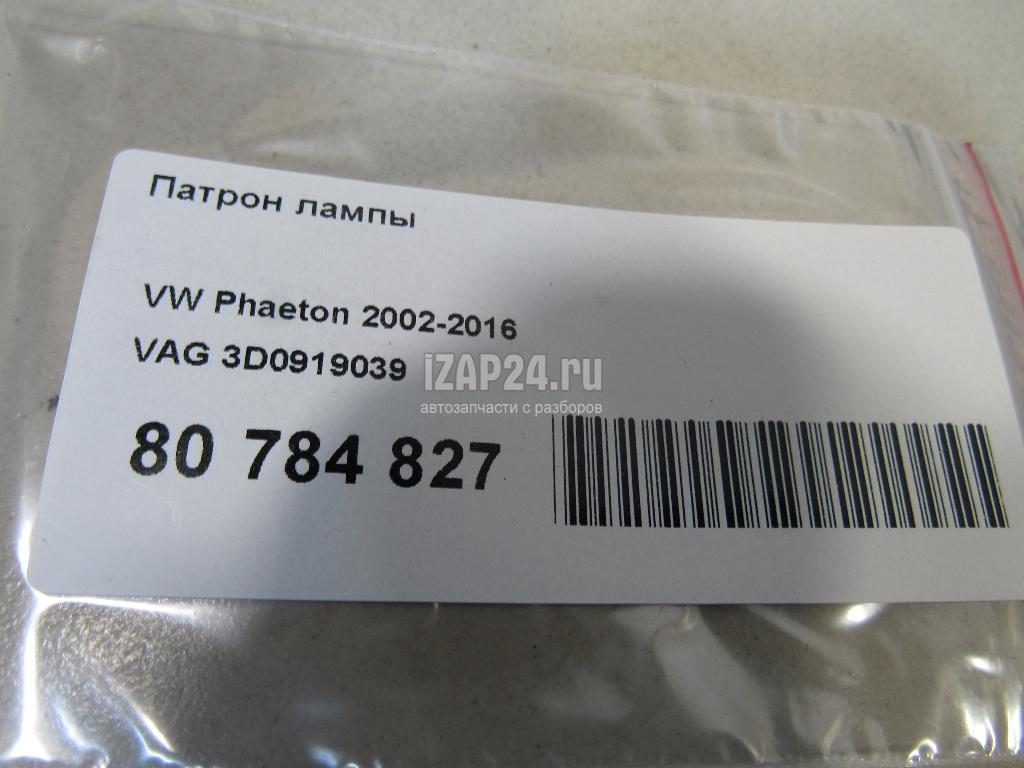 Патрон лампы
VW Phaeton 2002-2016
VAG 3D0919039
iZAP24.ru
автозапчасти с разборов
80 784 827